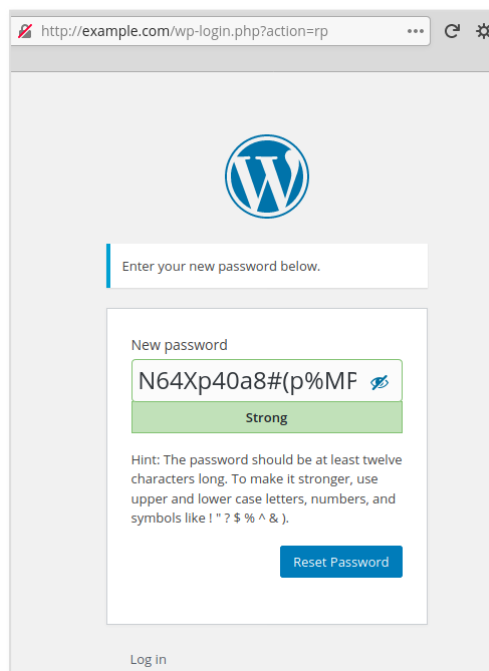 http://example.com/wp-login.php?action=rp
Enter your new password below.
New password
N64Xp40a8#(p%MF
Strong
Hint: The password should be at least twelve
characters long. To make it stronger, use
upper and lower case letters, numbers, and
symbols like ! " ? $ % ^ & ).
Reset Password
Log in